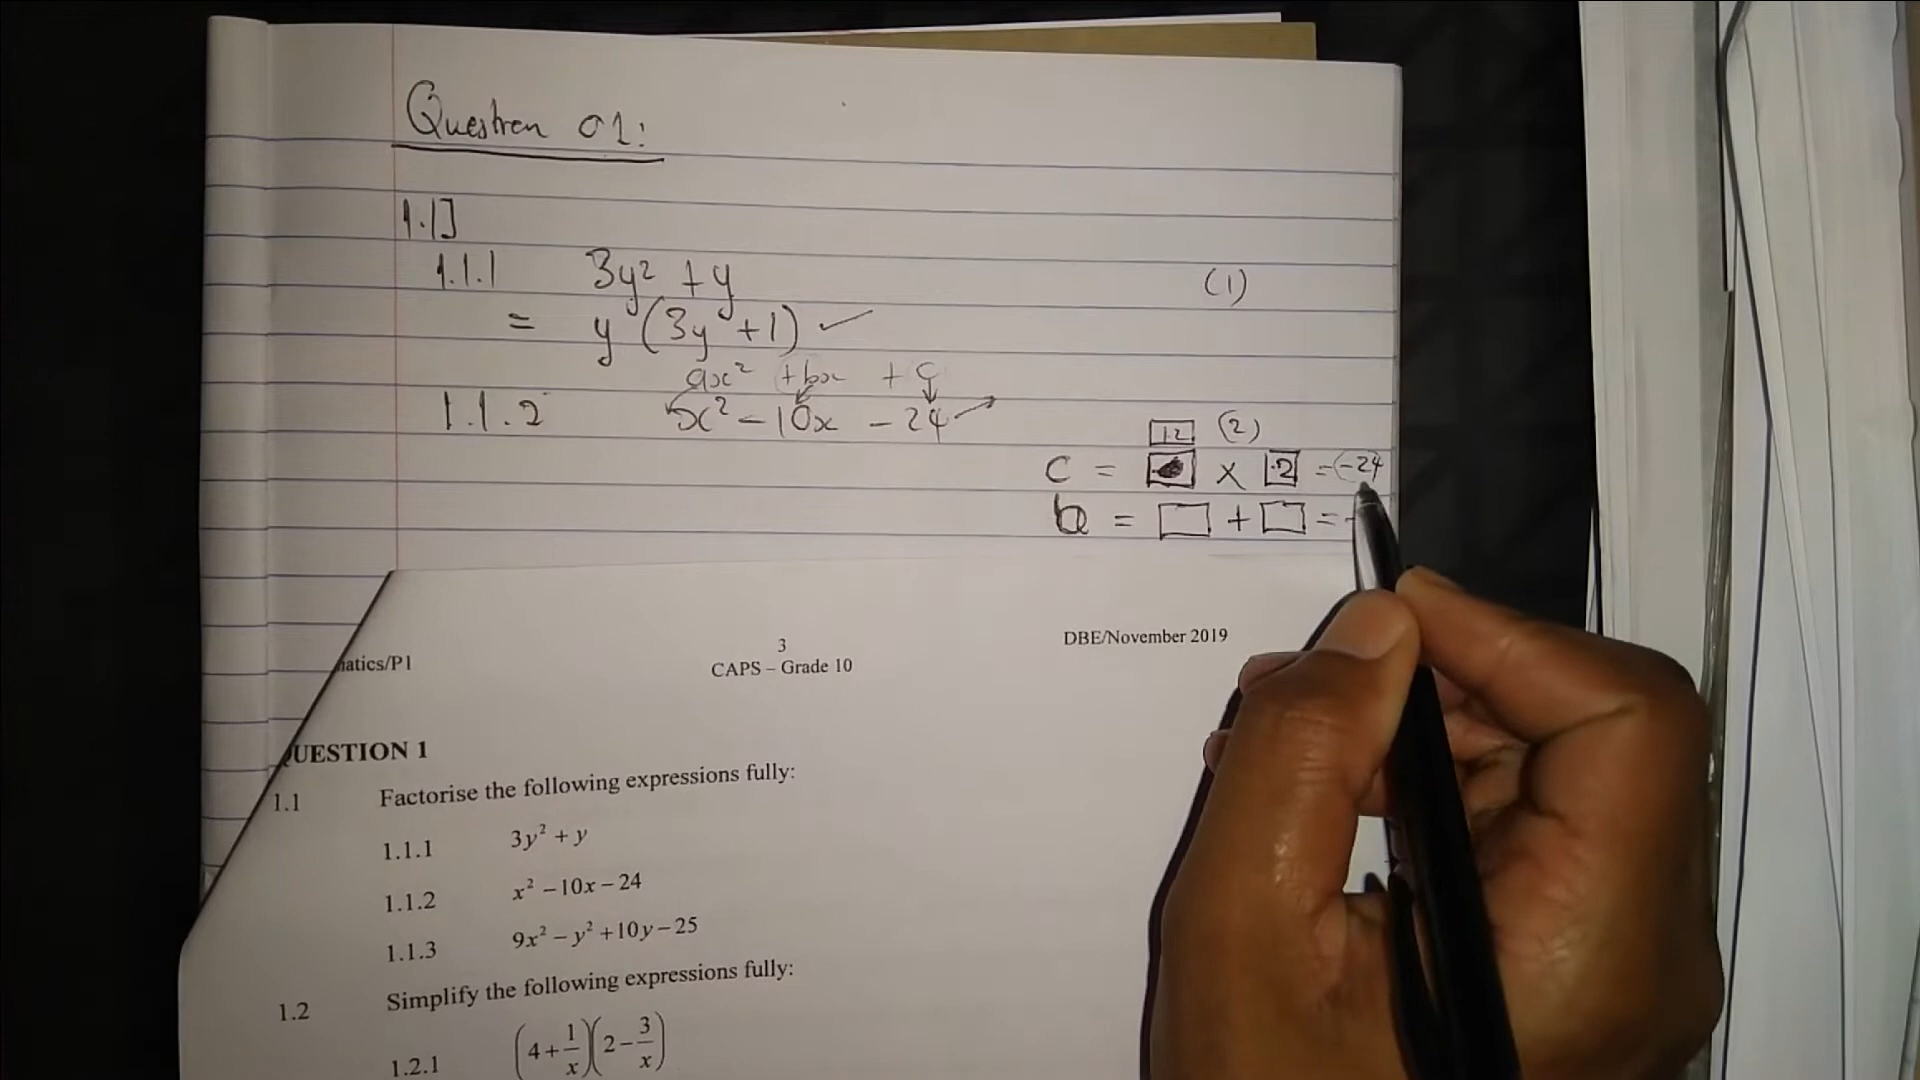 Question 01:
1.1]
1.1.1 3y² + y (1)
= y (3y + 1) ✓
ax² + bx + c
1.1.2 x² - 10x - 24
12 (2)
c = × 2 = -24
b = □ + □ = -
atics/P1 3 DBE/November 2019
CAPS – Grade 10
QUESTION 1
1.1 Factorise the following expressions fully:
1.1.1 3y² + y
1.1.2 x² − 10x − 24
1.1.3 9x² − y² + 10y − 25
1.2 Simplify the following expressions fully:
1.2.1 (4 + 1/x)(2 − 3/x)